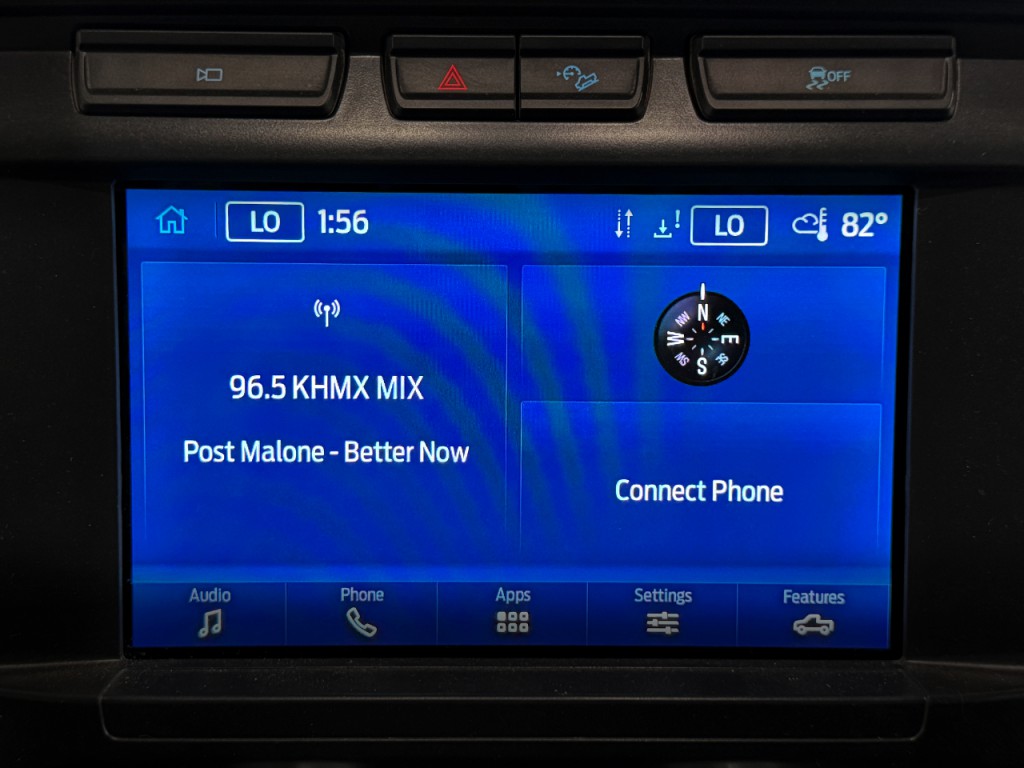 OFF
LO 1:56 ! LO 82°
96.5 KHMX MIX
Post Malone - Better Now
N
NW NE
W E
SW SE
S
Connect Phone
Audio Phone Apps Settings Features